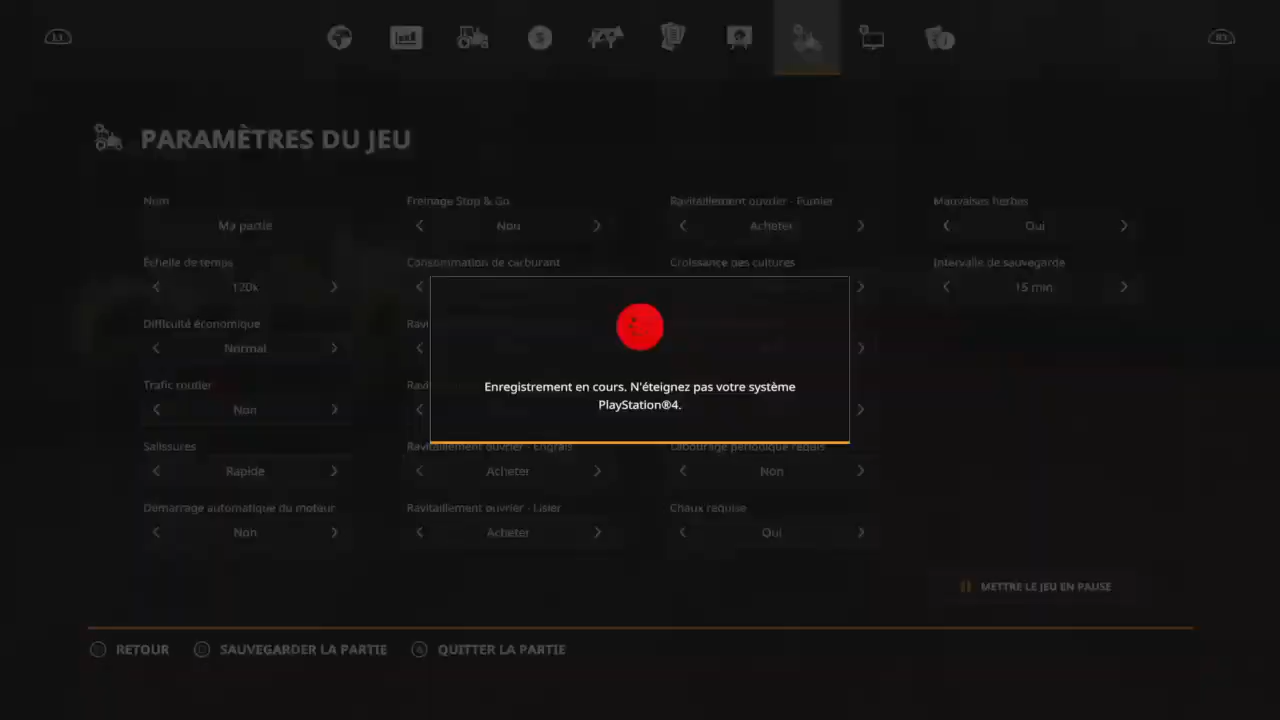 L1
R1
PARAMÈTRES DU JEU
Nom
Ma partie
Freinage Stop & Go
Non
Ravitaillement ouvrier - Fumier
Acheter
Mauvaises herbes
Oui
Échelle de temps
120x
Consommation de carburant
Croissance des cultures
Intervalle de sauvegarde
15 min
Difficulté économique
Normal
Ravi
Enregistrement en cours. N'éteignez pas votre système
PlayStation®4.
Trafic routier
Non
Ravi
Salissures
Rapide
Ravitaillement ouvrier - Engrais
Acheter
Labourage périodique requis
Non
Démarrage automatique du moteur
Non
Ravitaillement ouvrier - Lisier
Acheter
Chaux requise
Oui
METTRE LE JEU EN PAUSE
RETOUR
SAUVEGARDER LA PARTIE
QUITTER LA PARTIE